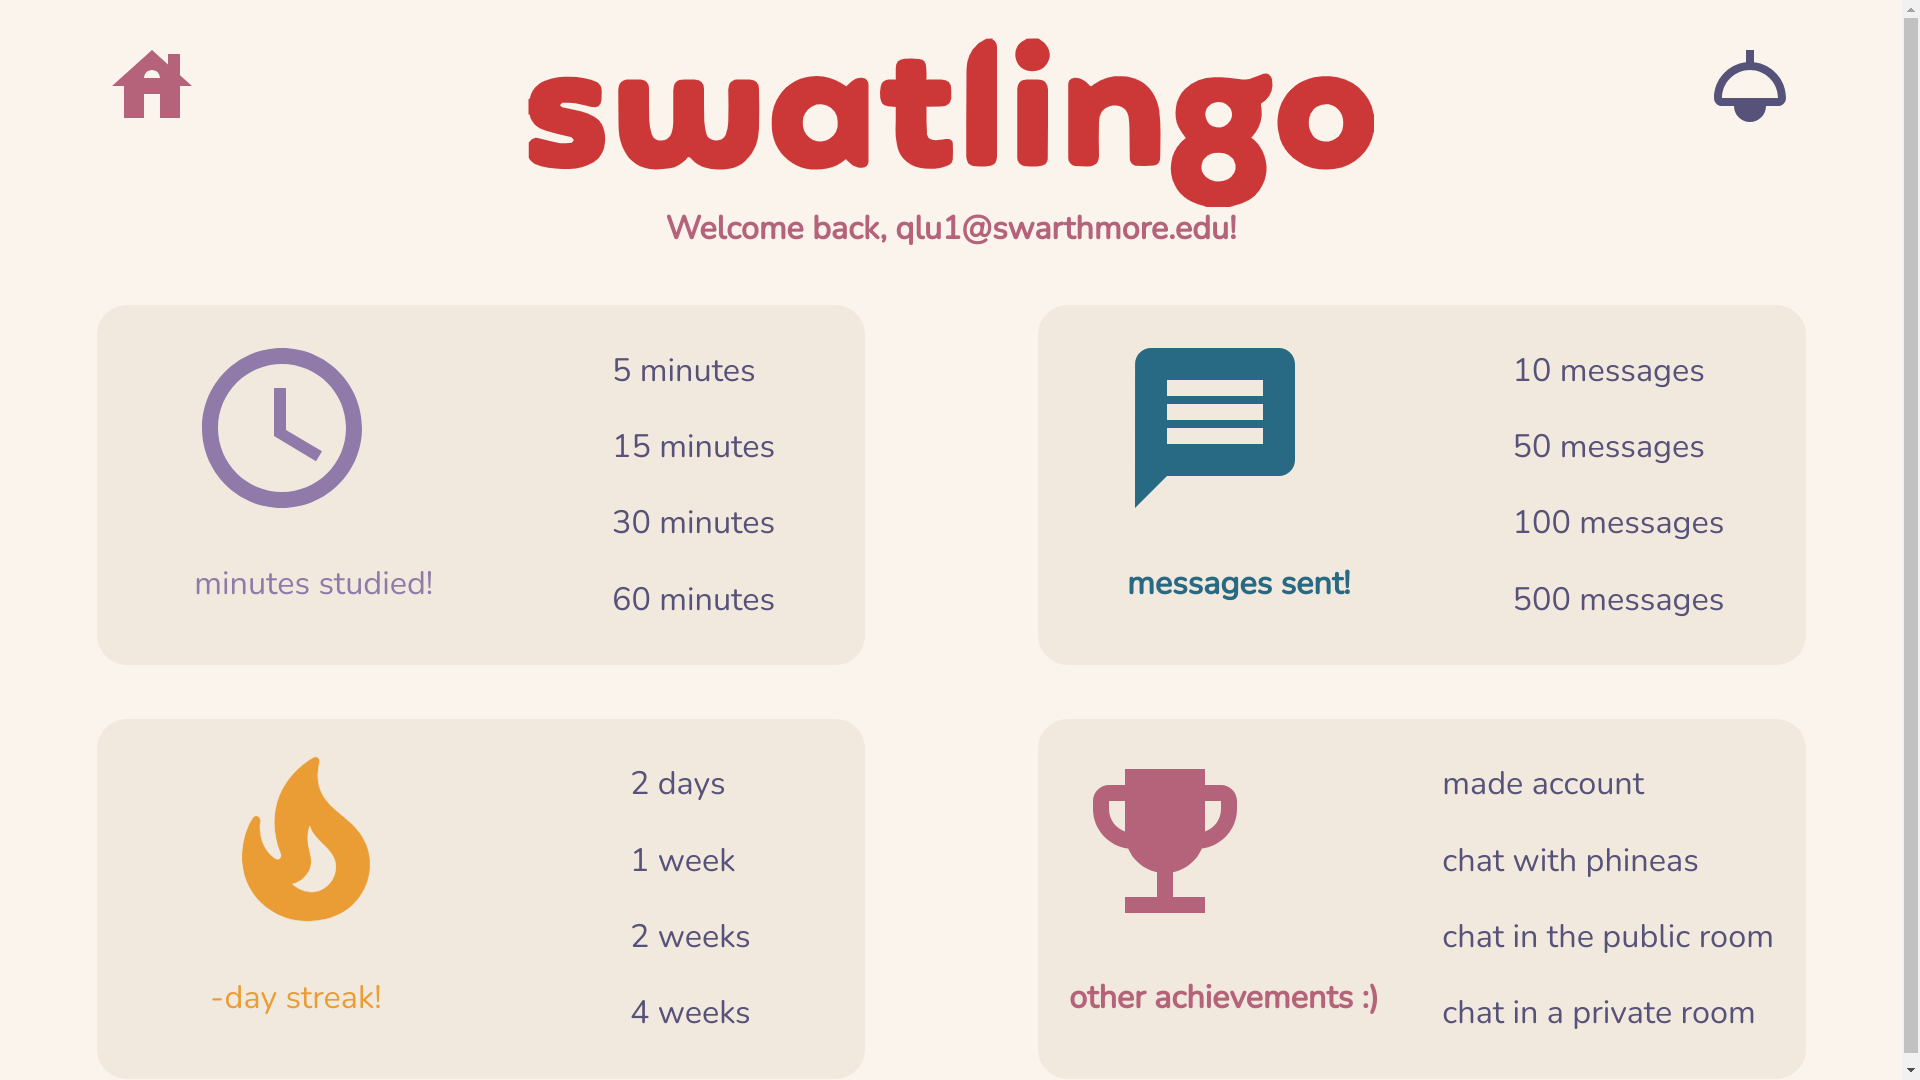 swatlingo
Welcome back, qlu1@swarthmore.edu!
5 minutes
15 minutes
30 minutes
60 minutes
minutes studied!
10 messages
50 messages
100 messages
500 messages
messages sent!
2 days
1 week
2 weeks
4 weeks
-day streak!
made account
chat with phineas
chat in the public room
chat in a private room
other achievements :)